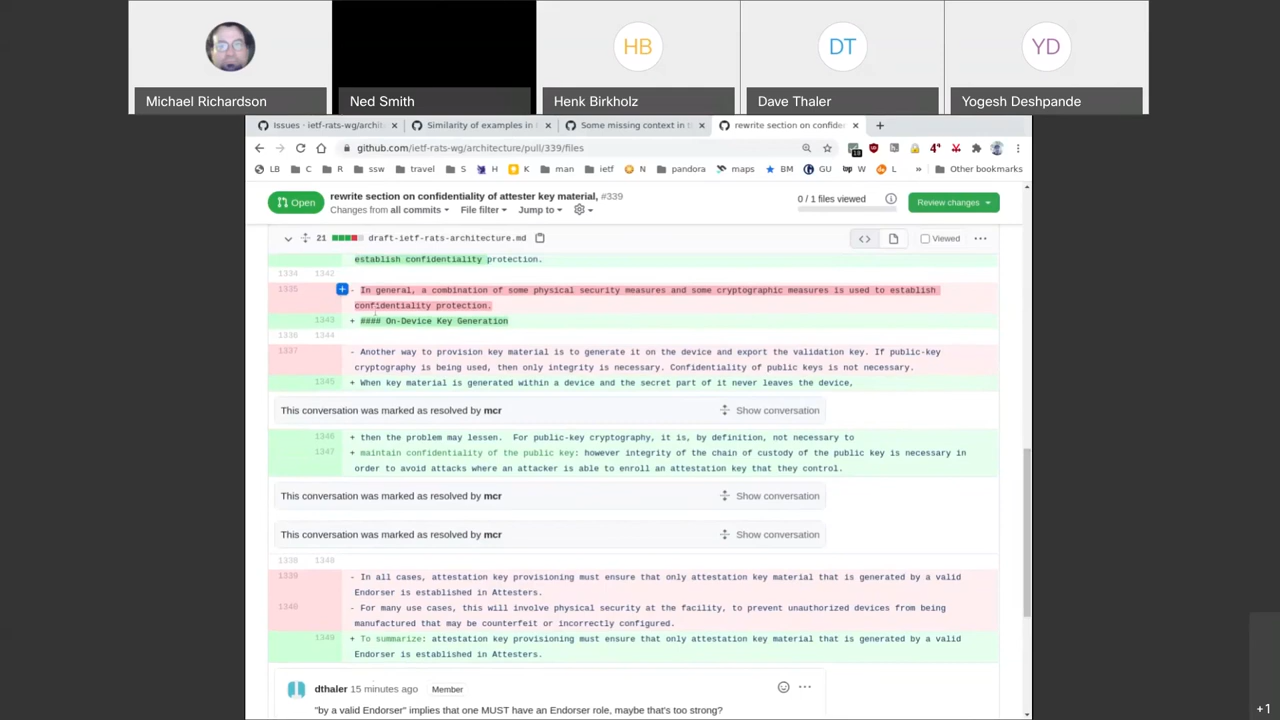 HB
DT
YD
Michael Richardson
Ned Smith
Henk Birkholz
Dave Thaler
Yogesh Deshpande
Issues · ietf-rats-wg/archit
Similarity of examples in
Some missing context in t
rewrite section on confide
github.com/ietf-rats-wg/architecture/pull/339/files
LB C R ssw travel S H K man ietf N pandora maps BM GU W L » Other bookmarks
Open
rewrite section on confidentiality of attester key material, #339
Changes from all commits File filter Jump to
0 / 1 files viewed
Review changes
21 draft-ietf-rats-architecture.md
Viewed
establish confidentiality protection.
1334 1342
1335 - In general, a combination of some physical security measures and some cryptographic measures is used to establish
confidentiality protection.
1343 + #### On-Device Key Generation
1336 1344
1337 - Another way to provision key material is to generate it on the device and export the validation key. If public-key
cryptography is being used, then only integrity is necessary. Confidentiality of public keys is not necessary.
1345 + When key material is generated within a device and the secret part of it never leaves the device,
This conversation was marked as resolved by mcr Show conversation
1346 + then the problem may lessen. For public-key cryptography, it is, by definition, not necessary to
1347 + maintain confidentiality of the public key: however integrity of the chain of custody of the public key is necessary in
order to avoid attacks where an attacker is able to enroll an attestation key that they control.
This conversation was marked as resolved by mcr Show conversation
This conversation was marked as resolved by mcr Show conversation
1338 1348
1339 - In all cases, attestation key provisioning must ensure that only attestation key material that is generated by a valid
Endorser is established in Attesters.
1340 - For many use cases, this will involve physical security at the facility, to prevent unauthorized devices from being
manufactured that may be counterfeit or incorrectly configured.
1349 + To summarize: attestation key provisioning must ensure that only attestation key material that is generated by a valid
Endorser is established in Attesters.
dthaler 15 minutes ago Member
"by a valid Endorser" implies that one MUST have an Endorser role, maybe that's too strong?
+1